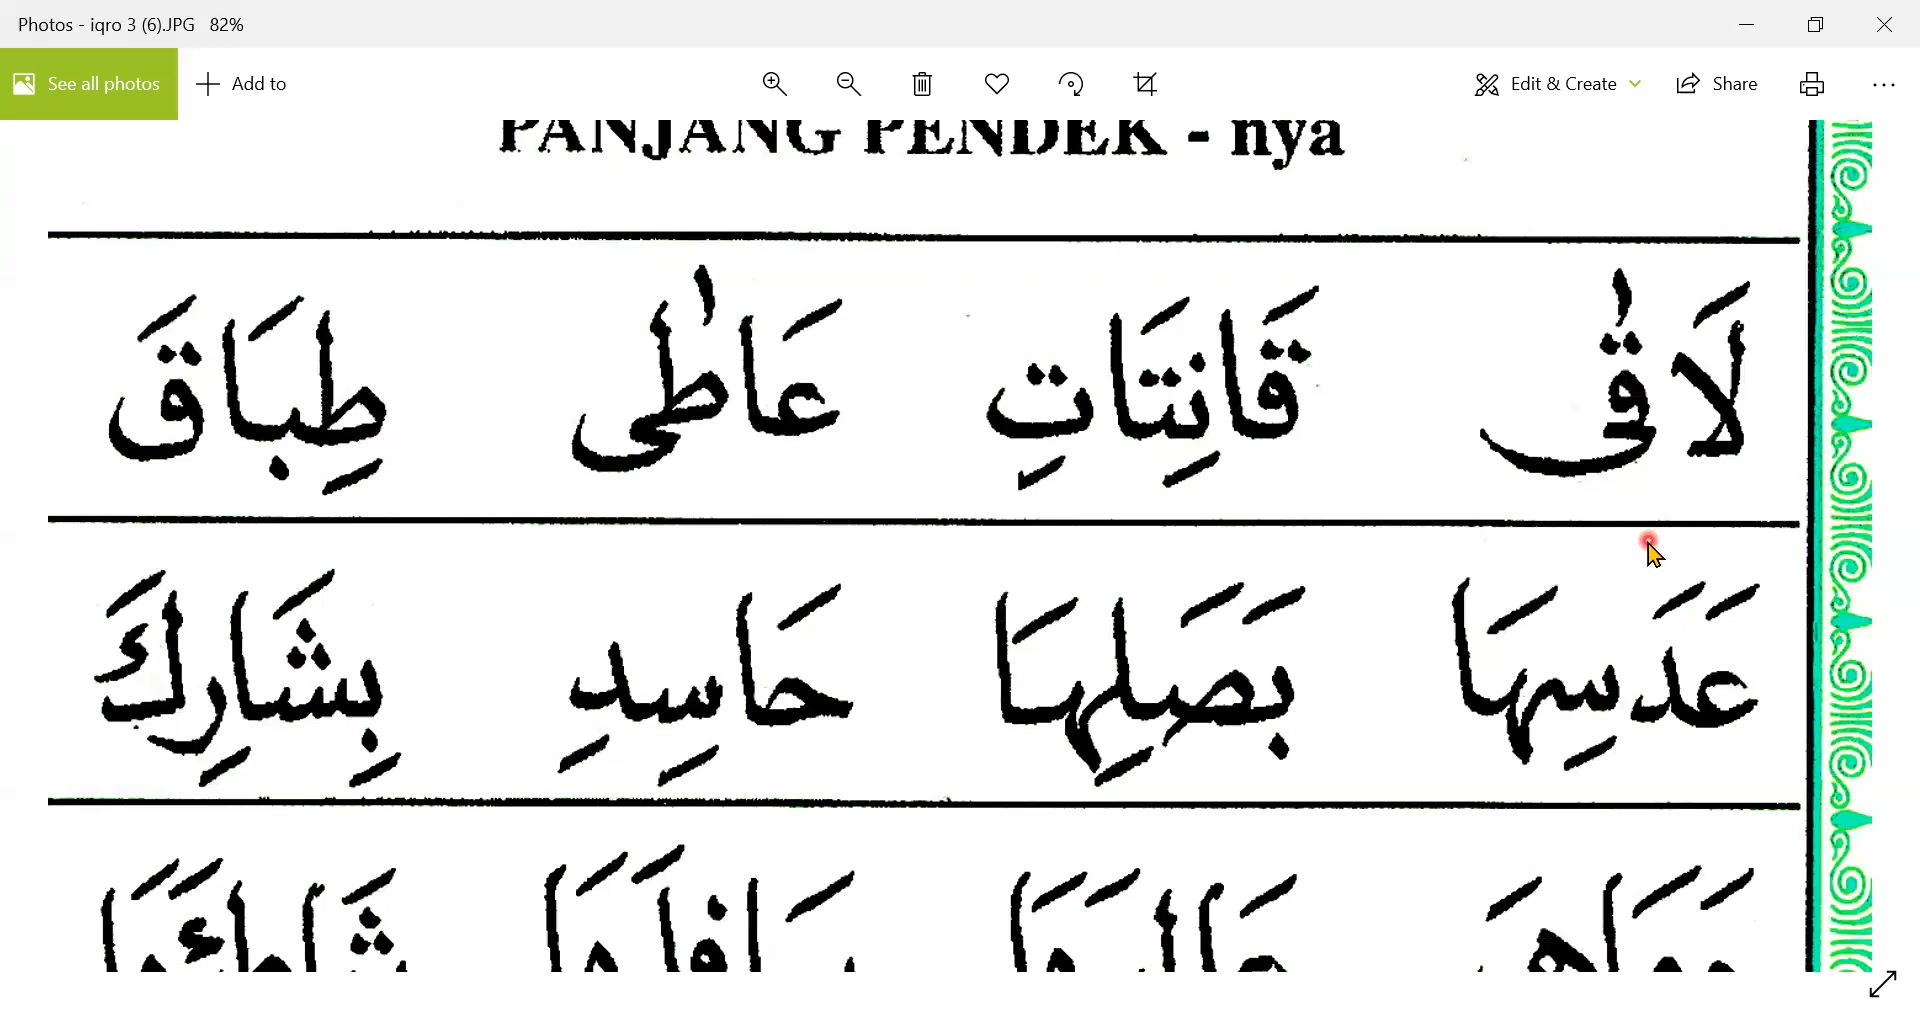 Photos - iqro 3 (6).JPG 82%
See all photos
Add to
Edit & Create
Share
PANJANG PENDEK - nya
لَا قٰى قَانِتَاتِ عَاطٰى طِبَاقَ
عَدَسِهَا بَصَلِهَا حَاسِدِ بِشَارِكَ